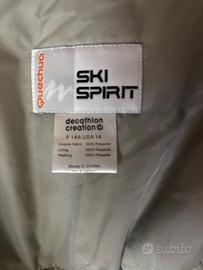 Quechua
SKI
SPIRIT
decathlon
creation©
F 14A USA 14
Outside Fabric 100% Polyamide
Lining 100% Polyester
Padding 100% Polyester
Made in CHINA
subito